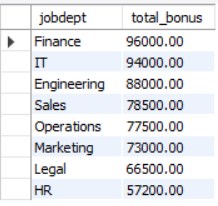 jobdept total_bonus
Finance 96000.00
IT 94000.00
Engineering 88000.00
Sales 78500.00
Operations 77500.00
Marketing 73000.00
Legal 66500.00
HR 57200.00